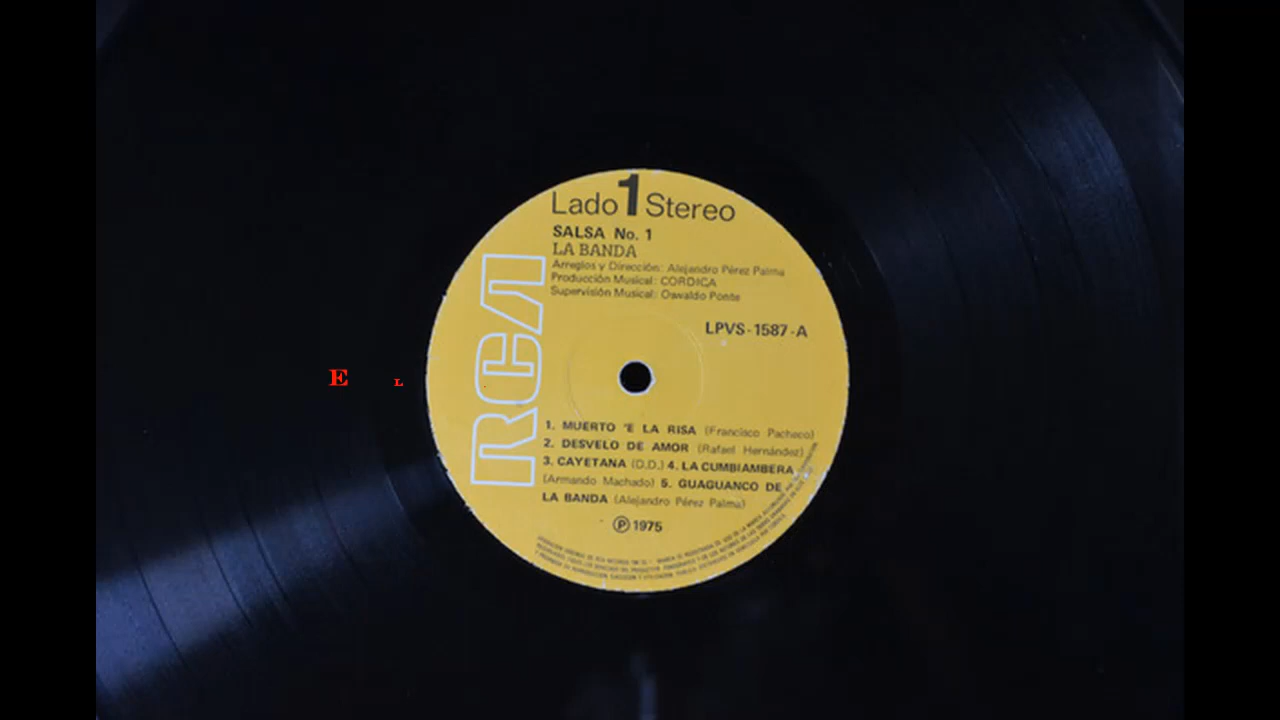 Lado 1 Stereo
SALSA No. 1
LA BANDA
Arreglos y Dirección: Alejandro Pérez Palma
Producción Musical: CORDICA
Supervisión Musical: Oswaldo Ponte
LPVS-1587-A
RCA
E L
1. MUERTO 'E LA RISA (Francisco Pacheco)
2. DESVELO DE AMOR (Rafael Hernández)
3. CAYETANA (D.D.) 4. LA CUMBIAMBERA
(Armando Machado) 5. GUAGUANCO DE
LA BANDA (Alejandro Pérez Palma)
Ⓟ 1975